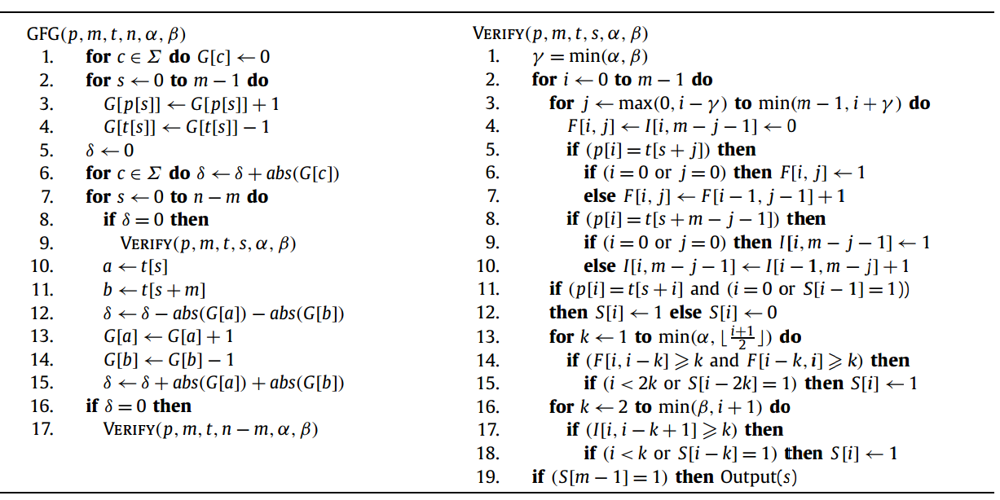 GFG(p, m, t, n, α, β)
1. for c ∈ Σ do G[c] ← 0
2. for s ← 0 to m − 1 do
3. G[p[s]] ← G[p[s]] + 1
4. G[t[s]] ← G[t[s]] − 1
5. δ ← 0
6. for c ∈ Σ do δ ← δ + abs(G[c])
7. for s ← 0 to n − m do
8. if δ = 0 then
9. VERIFY(p, m, t, s, α, β)
10. a ← t[s]
11. b ← t[s + m]
12. δ ← δ − abs(G[a]) − abs(G[b])
13. G[a] ← G[a] + 1
14. G[b] ← G[b] − 1
15. δ ← δ + abs(G[a]) + abs(G[b])
16. if δ = 0 then
17. VERIFY(p, m, t, n − m, α, β)
VERIFY(p, m, t, s, α, β)
1. γ = min(α, β)
2. for i ← 0 to m − 1 do
3. for j ← max(0, i − γ) to min(m − 1, i + γ) do
4. F[i, j] ← I[i, m − j − 1] ← 0
5. if (p[i] = t[s + j]) then
6. if (i = 0 or j = 0) then F[i, j] ← 1
7. else F[i, j] ← F[i − 1, j − 1] + 1
8. if (p[i] = t[s + m − j − 1]) then
9. if (i = 0 or j = 0) then I[i, m − j − 1] ← 1
10. else I[i, m − j − 1] ← I[i − 1, m − j] + 1
11. if (p[i] = t[s + i] and (i = 0 or S[i − 1] = 1))
12. then S[i] ← 1 else S[i] ← 0
13. for k ← 1 to min(α, ⌊(i+1)/2⌋) do
14. if (F[i, i − k] ⩾ k and F[i − k, i] ⩾ k) then
15. if (i < 2k or S[i − 2k] = 1) then S[i] ← 1
16. for k ← 2 to min(β, i + 1) do
17. if (I[i, i − k + 1] ⩾ k) then
18. if (i < k or S[i − k] = 1) then S[i] ← 1
19. if (S[m − 1] = 1) then Output(s)